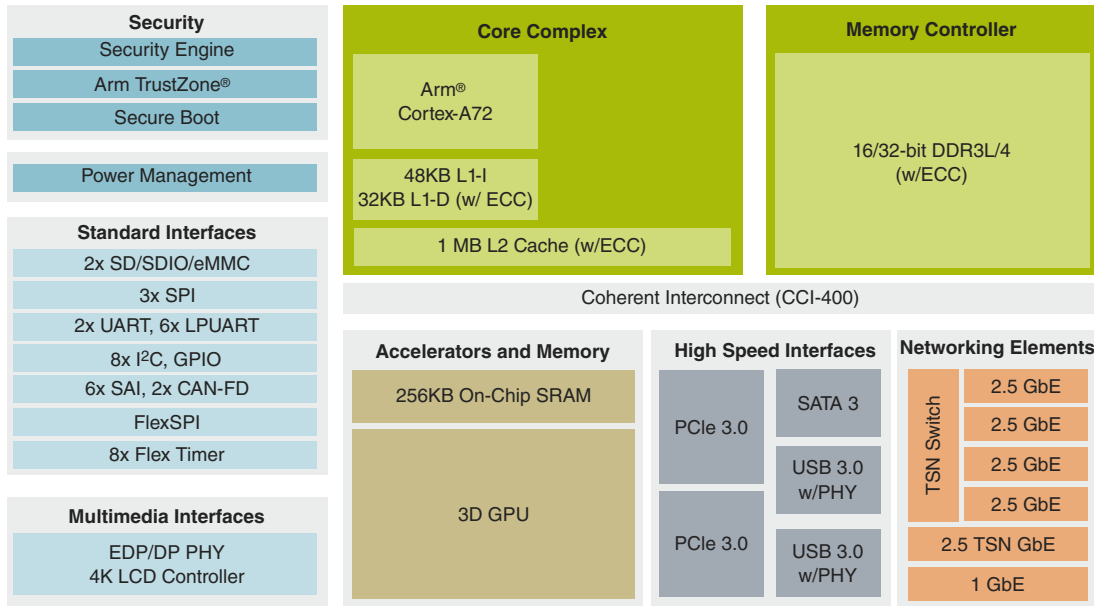 Security
Security Engine
Arm TrustZone®
Secure Boot
Power Management
Standard Interfaces
2x SD/SDIO/eMMC
3x SPI
2x UART, 6x LPUART
8x I²C, GPIO
6x SAI, 2x CAN-FD
FlexSPI
8x Flex Timer
Multimedia Interfaces
EDP/DP PHY
4K LCD Controller
Core Complex
Arm®
Cortex-A72
48KB L1-I
32KB L1-D (w/ ECC)
1 MB L2 Cache (w/ECC)
Memory Controller
16/32-bit DDR3L/4
(w/ECC)
Coherent Interconnect (CCI-400)
Accelerators and Memory
256KB On-Chip SRAM
3D GPU
High Speed Interfaces
PCIe 3.0
PCIe 3.0
SATA 3
USB 3.0
w/PHY
USB 3.0
w/PHY
Networking Elements
TSN Switch
2.5 GbE
2.5 GbE
2.5 GbE
2.5 GbE
2.5 TSN GbE
1 GbE